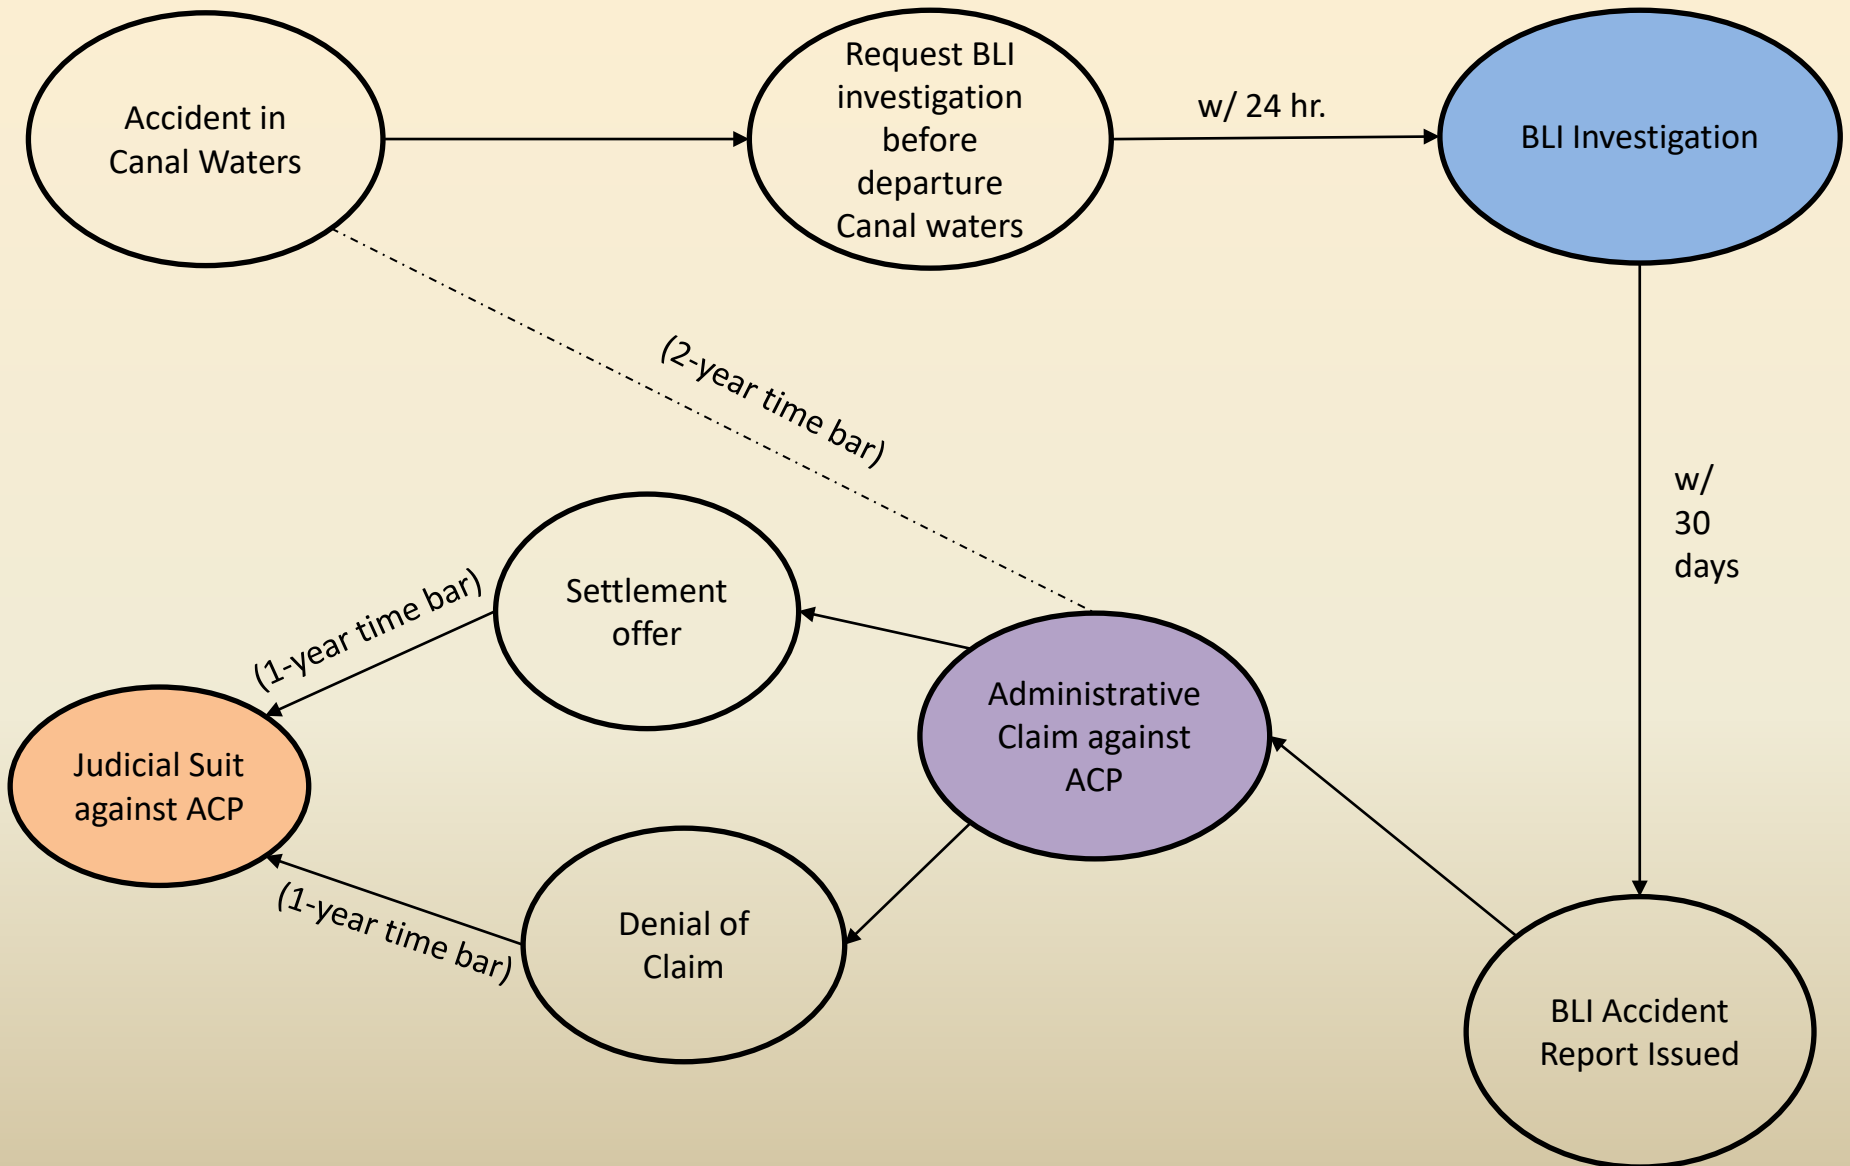 Accident in
Canal Waters
Request BLI
investigation
before
departure
Canal waters
w/ 24 hr.
BLI Investigation
(2-year time bar)
w/
30
days
Settlement
offer
(1-year time bar)
Administrative
Claim against
ACP
Judicial Suit
against ACP
(1-year time bar)
Denial of
Claim
BLI Accident
Report Issued